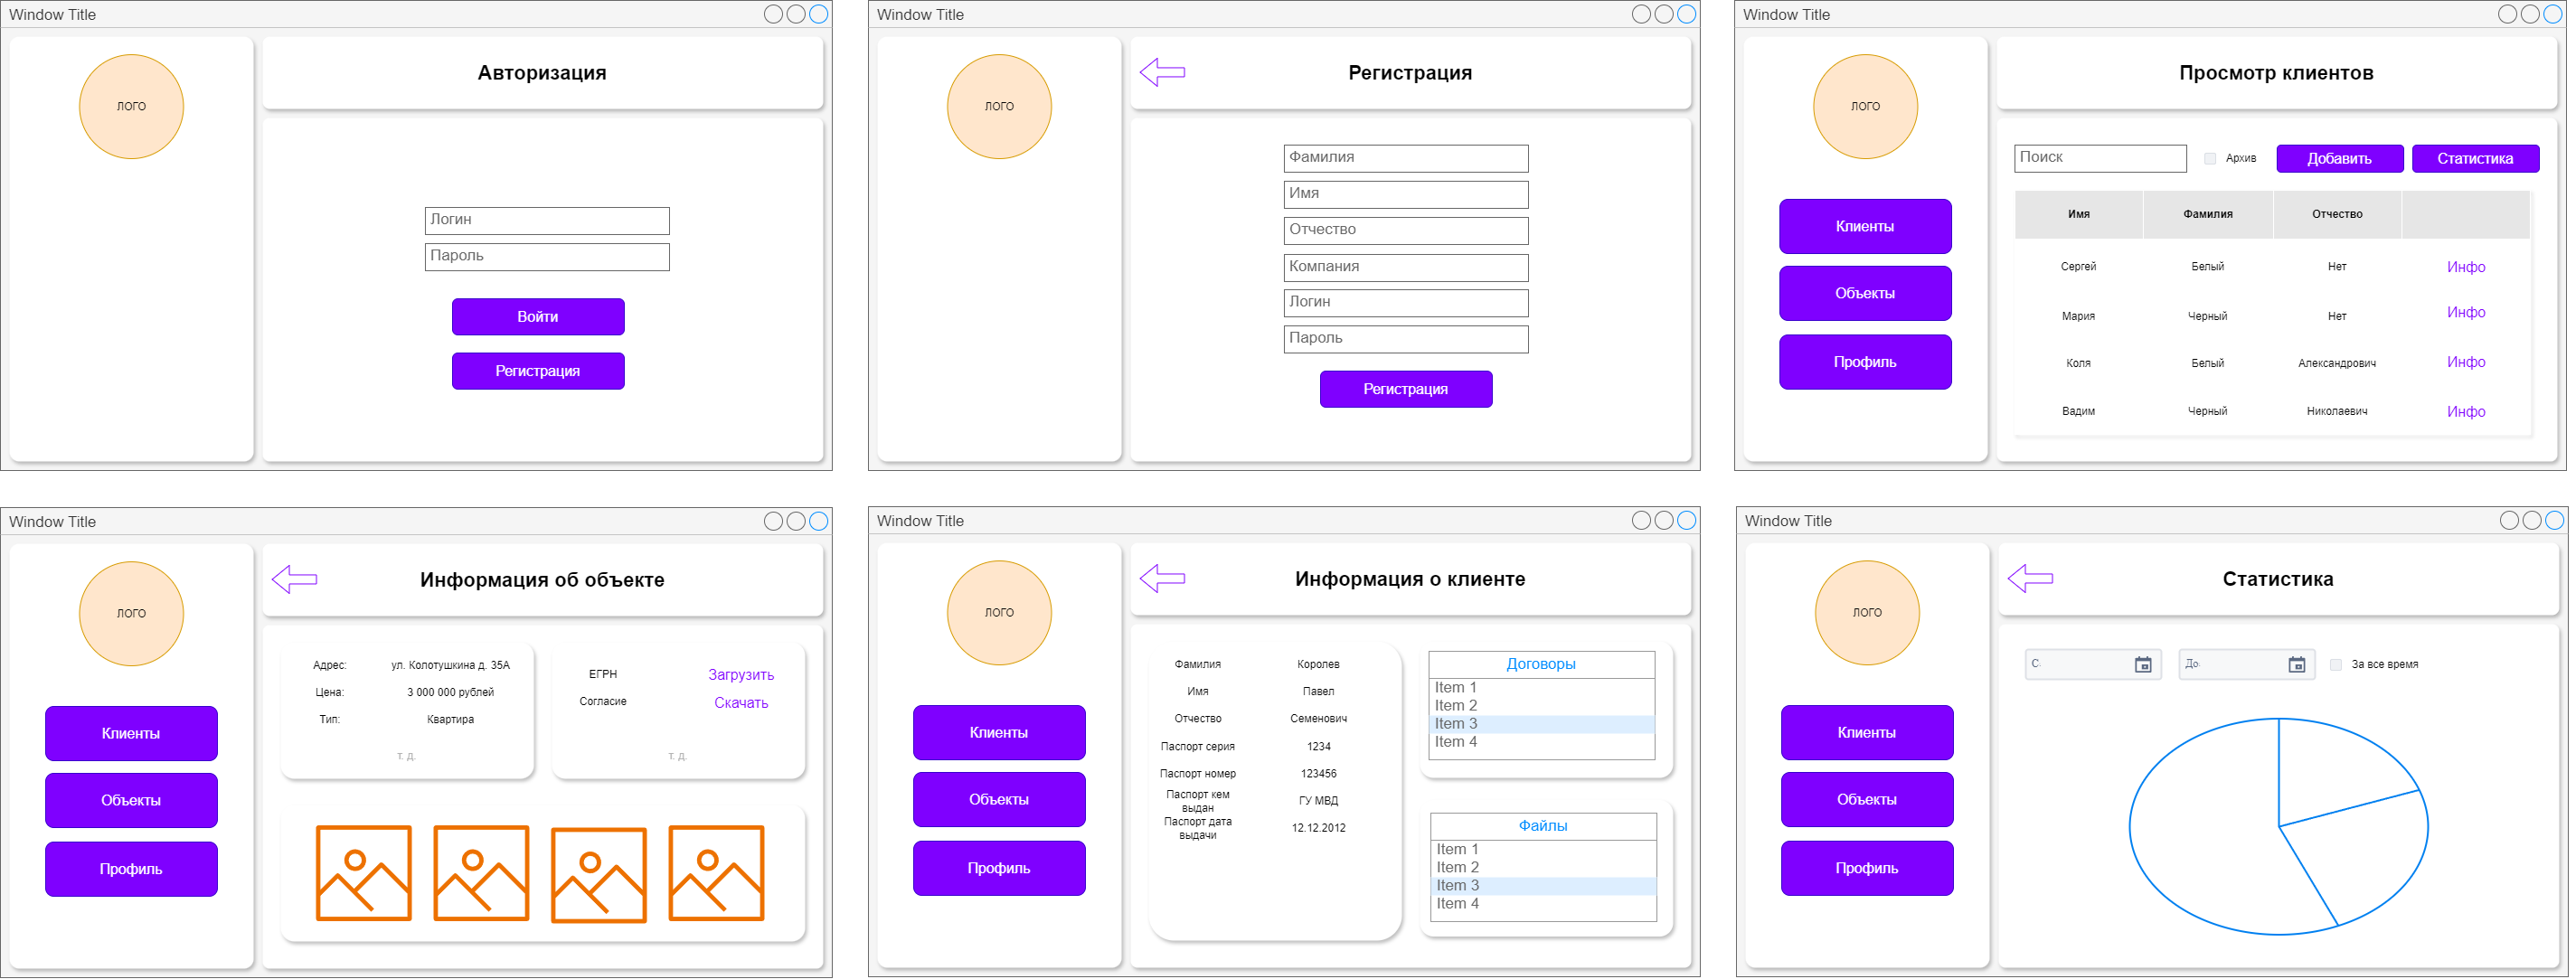 Window Title
ЛОГО
Авторизация
Логин
Пароль
Войти
Регистрация
Window Title
ЛОГО
Регистрация
Фамилия
Имя
Отчество
Компания
Логин
Пароль
Регистрация
Window Title
ЛОГО
Клиенты
Объекты
Профиль
Просмотр клиентов
Поиск Архив Добавить Статистика
Имя Фамилия Отчество
Сергей Белый Нет Инфо
Мария Черный Нет Инфо
Коля Белый Александрович Инфо
Вадим Черный Николаевич Инфо
Window Title
ЛОГО
Клиенты
Объекты
Профиль
Информация об объекте
Адрес: ул. Колотушкина д. 35А
Цена: 3 000 000 рублей
Тип: Квартира
т. д.
ЕГРН Загрузить
Согласие Скачать
т. д.
Window Title
ЛОГО
Клиенты
Объекты
Профиль
Информация о клиенте
Фамилия Королев
Имя Павел
Отчество Семенович
Паспорт серия 1234
Паспорт номер 123456
Паспорт кем
выдан ГУ МВД
Паспорт дата
выдачи 12.12.2012
Договоры
Item 1
Item 2
Item 3
Item 4
Файлы
Item 1
Item 2
Item 3
Item 4
Window Title
ЛОГО
Клиенты
Объекты
Профиль
Статистика
С: До: За все время